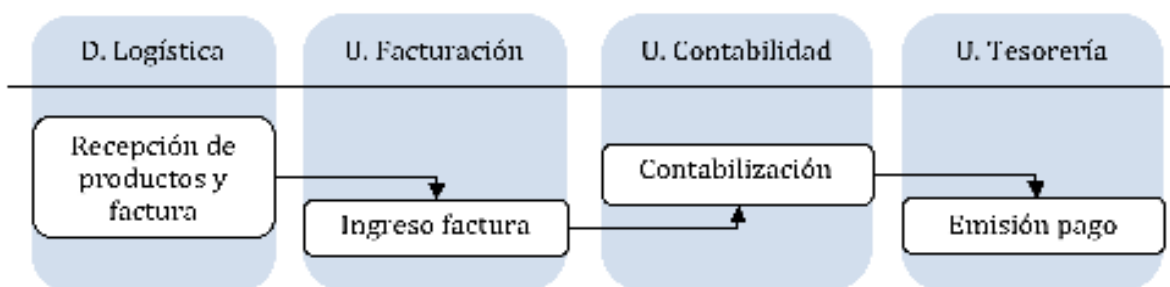 D. Logística
U. Facturación
U. Contabilidad
U. Tesorería
Recepción de
productos y
factura
Ingreso factura
Contabilización
Emisión pago